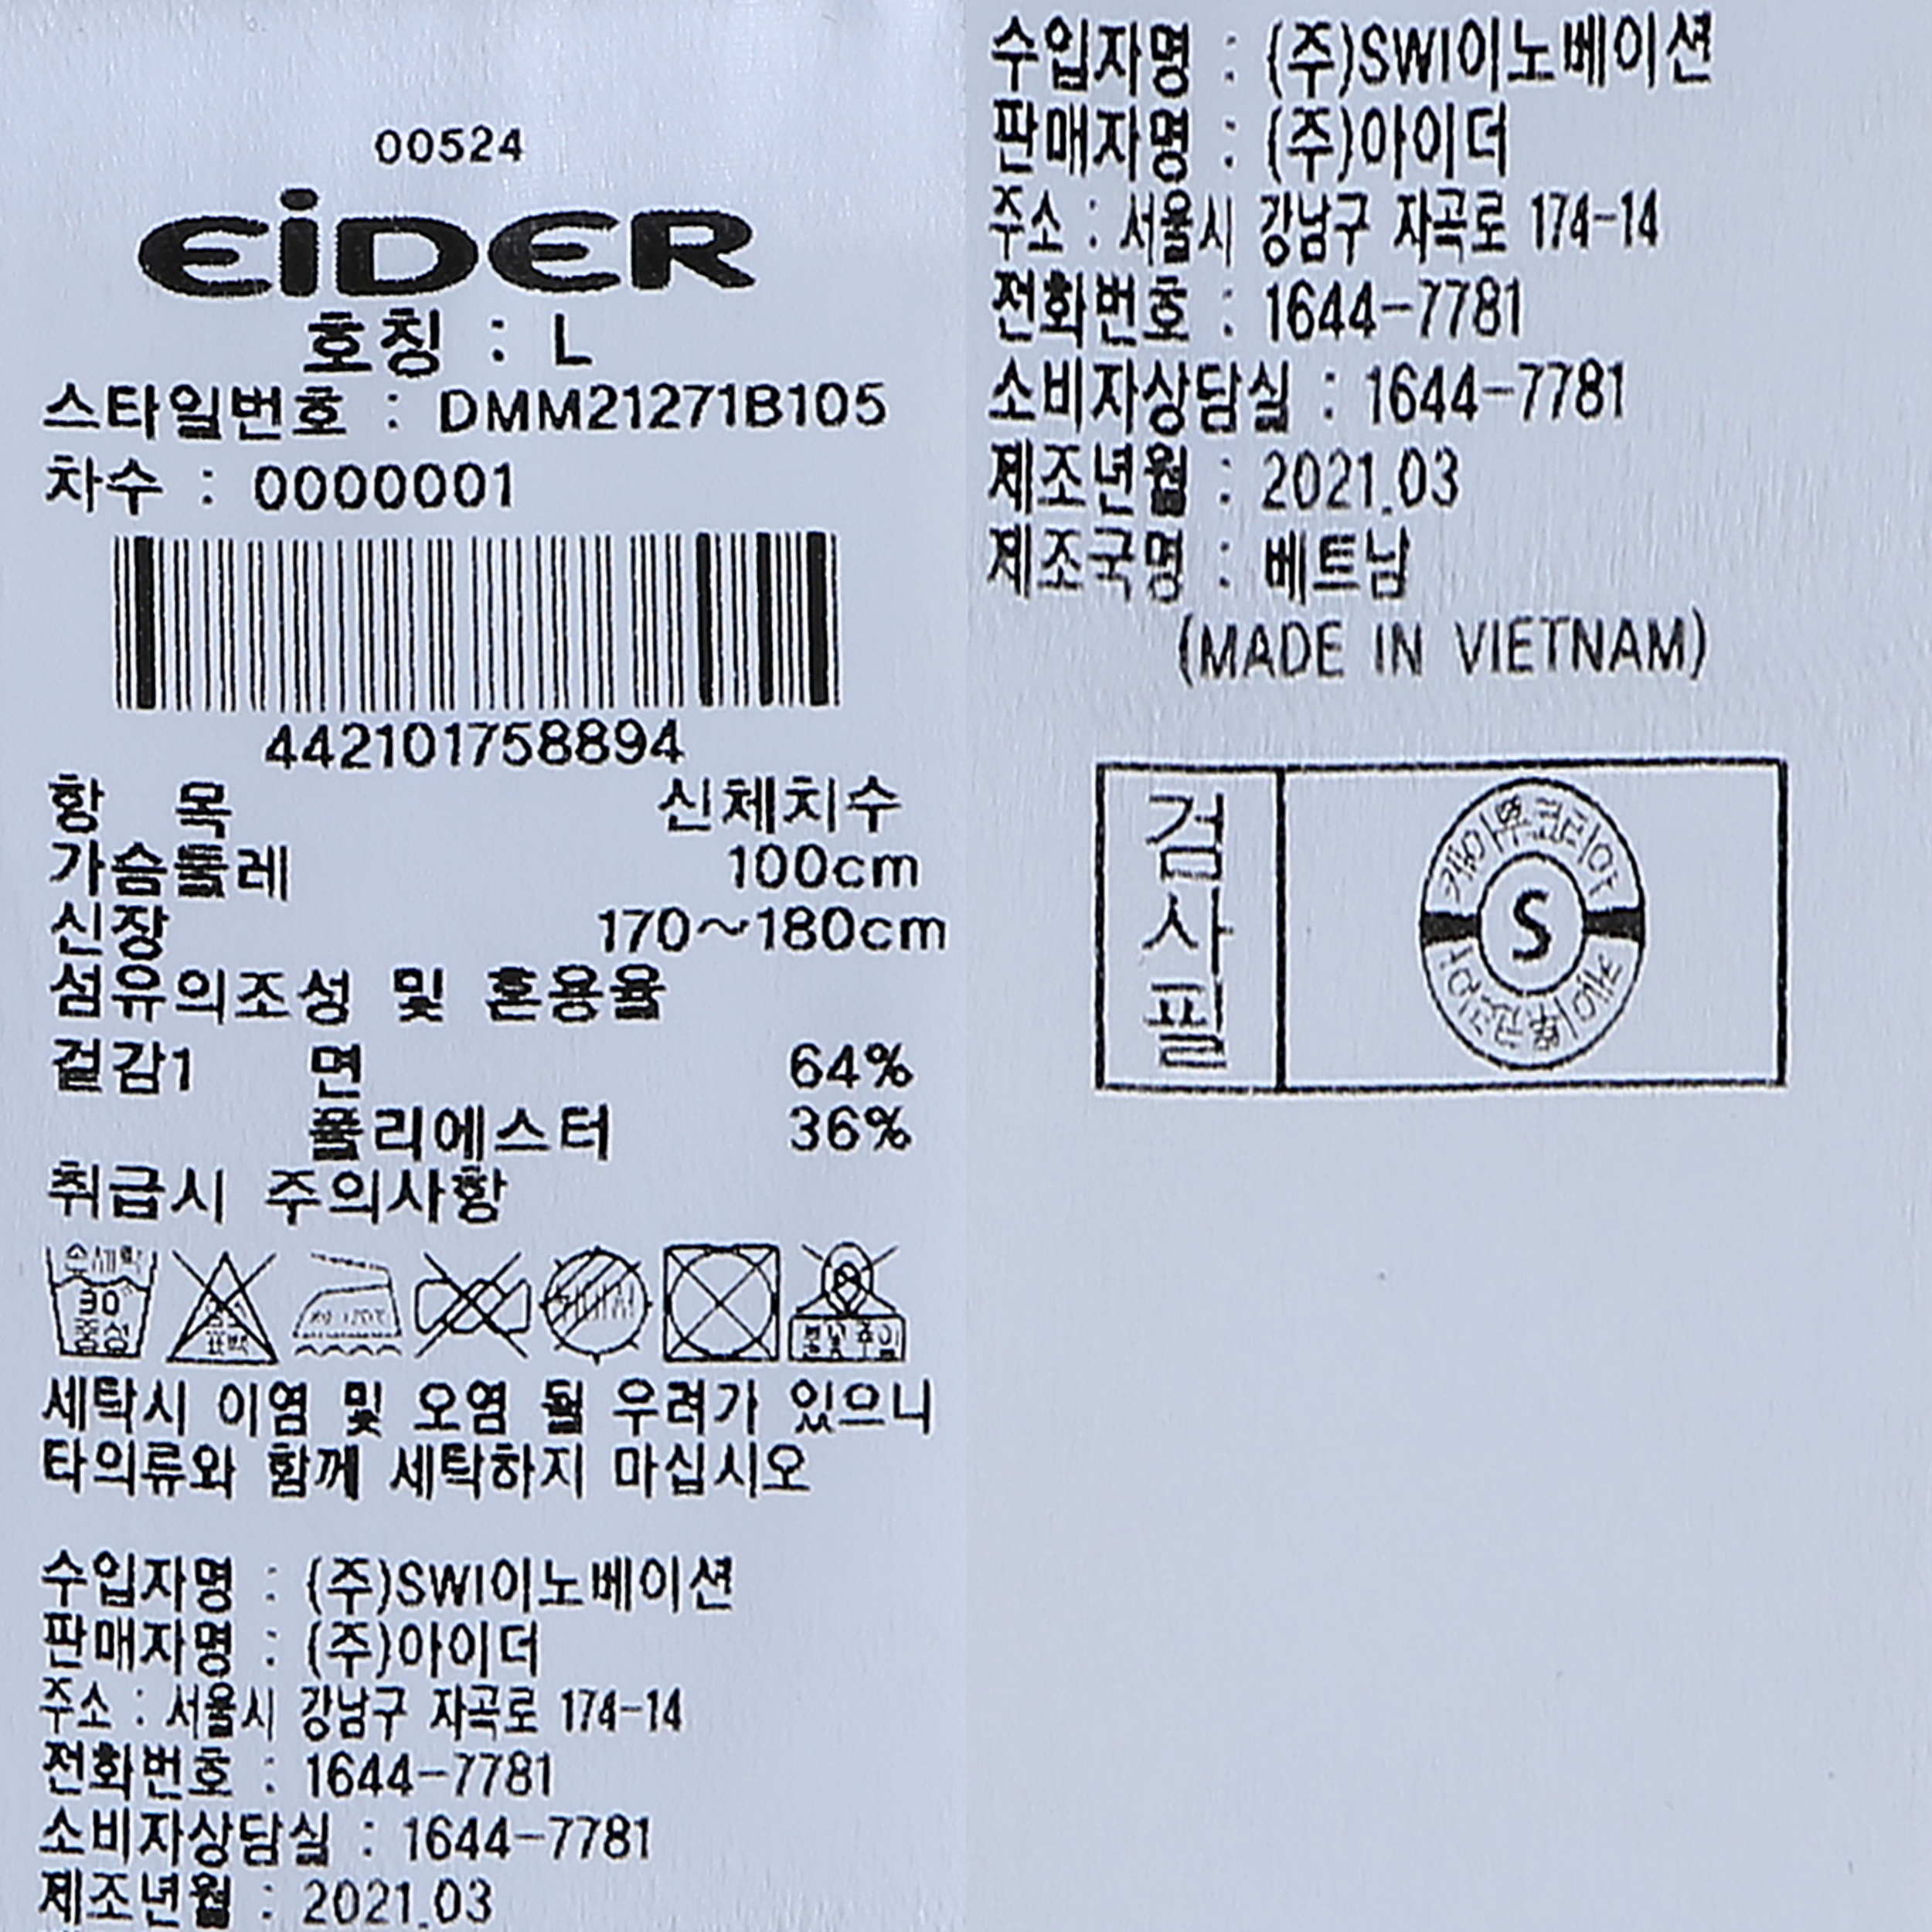 00524
EiDER
호칭 : L
스타일번호 : DMM21271B105
차수 : 0000001
442101758894
항 목 신체치수
가슴둘레 100cm
신장 170~180cm
섬유의조성 및 혼용율
겉감1 면 64%
폴리에스터 36%
취급시 주의사항
손세탁
30°
중성
염소
표백
세탁시 이염 및 오염 될 우려가 있으니
타의류와 함께 세탁하지 마십시오
수입자명 : (주)SWI이노베이션
판매자명 : (주)아이더
주소 : 서울시 강남구 자곡로 174-14
전화번호 : 1644-7781
소비자상담실 : 1644-7781
제조년월 : 2021.03
수입자명 : (주)SWI이노베이션
판매자명 : (주)아이더
주소 : 서울시 강남구 자곡로 174-14
전화번호 : 1644-7781
소비자상담실 : 1644-7781
제조년월 : 2021.03
제조국명 : 베트남
(MADE IN VIETNAM)
검사필
S